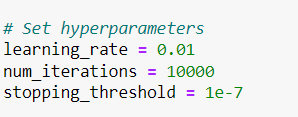 # Set hyperparameters
learning_rate = 0.01
num_iterations = 10000
stopping_threshold = 1e-7